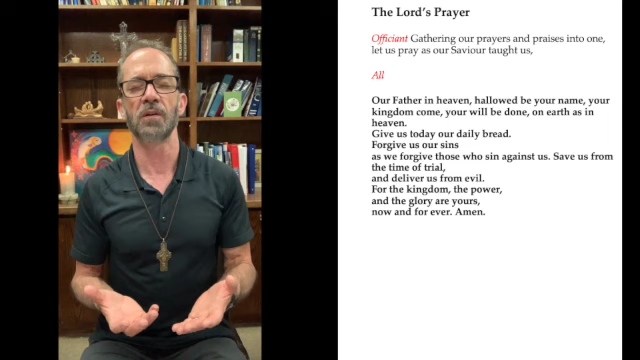 The Lord's Prayer
Officiant Gathering our prayers and praises into one,
let us pray as our Saviour taught us,
All
Our Father in heaven, hallowed be your name, your
kingdom come, your will be done, on earth as in
heaven.
Give us today our daily bread.
Forgive us our sins
as we forgive those who sin against us. Save us from
the time of trial,
and deliver us from evil.
For the kingdom, the power,
and the glory are yours,
now and for ever. Amen.